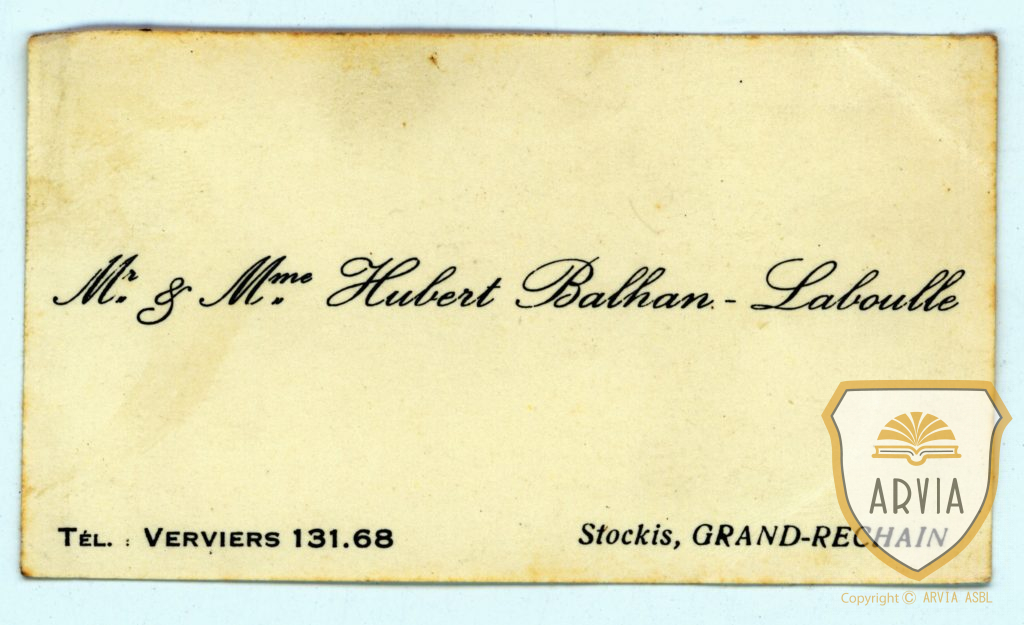 Mr. & Mme. Hubert Balhan - Laboulle
TÉL. : VERVIERS 131.68
Stockis, GRAND-RECHAIN
ARVIA
Copyright © ARVIA ASBL